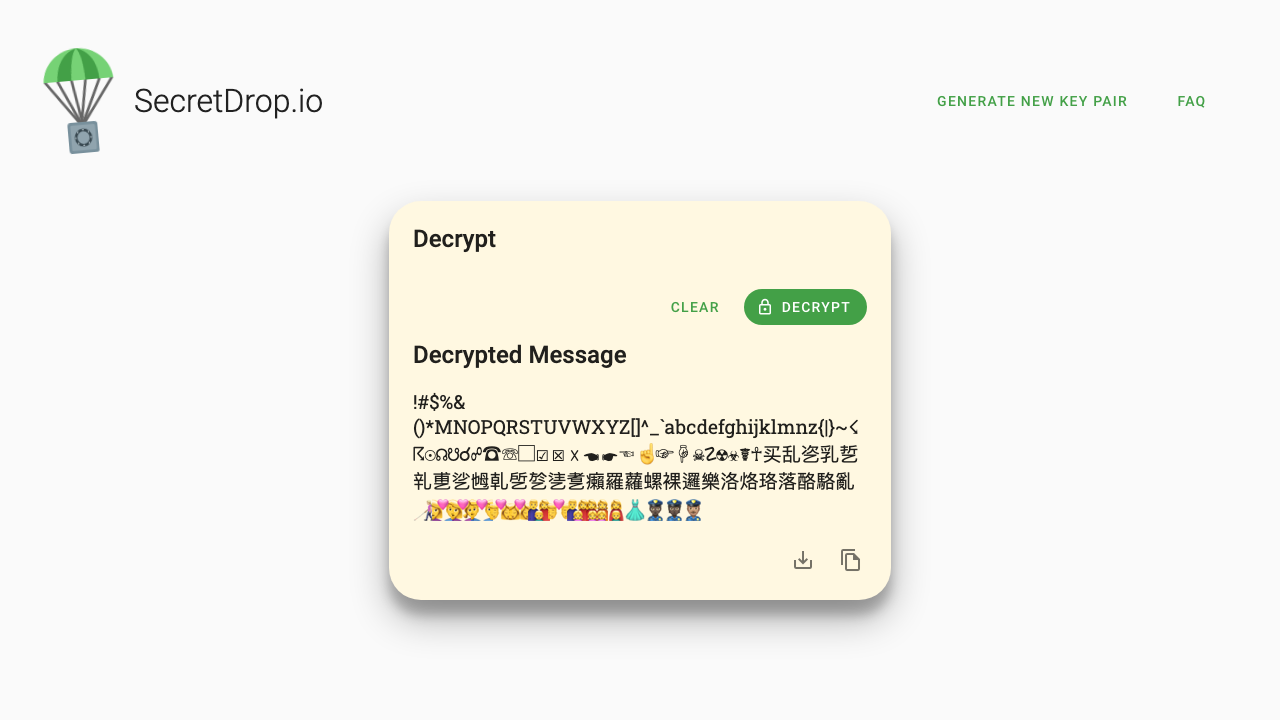 SecretDrop.io
GENERATE NEW KEY PAIR
FAQ
Decrypt
CLEAR
DECRYPT
Decrypted Message
!#$%&
()*MNOPQRSTUVWXYZ[]^_`abcdefghijklmnz{|}~☇
☈☉☊☋☌☍☎☏☐☑☒☓☚☛☜☝☞☟☠☡☢☣☤☥买乱乲乳乴
乵乶乷乸乹乺乻乼乽癩羅蘿螺裸邏樂洛烙珞落酪駱亂